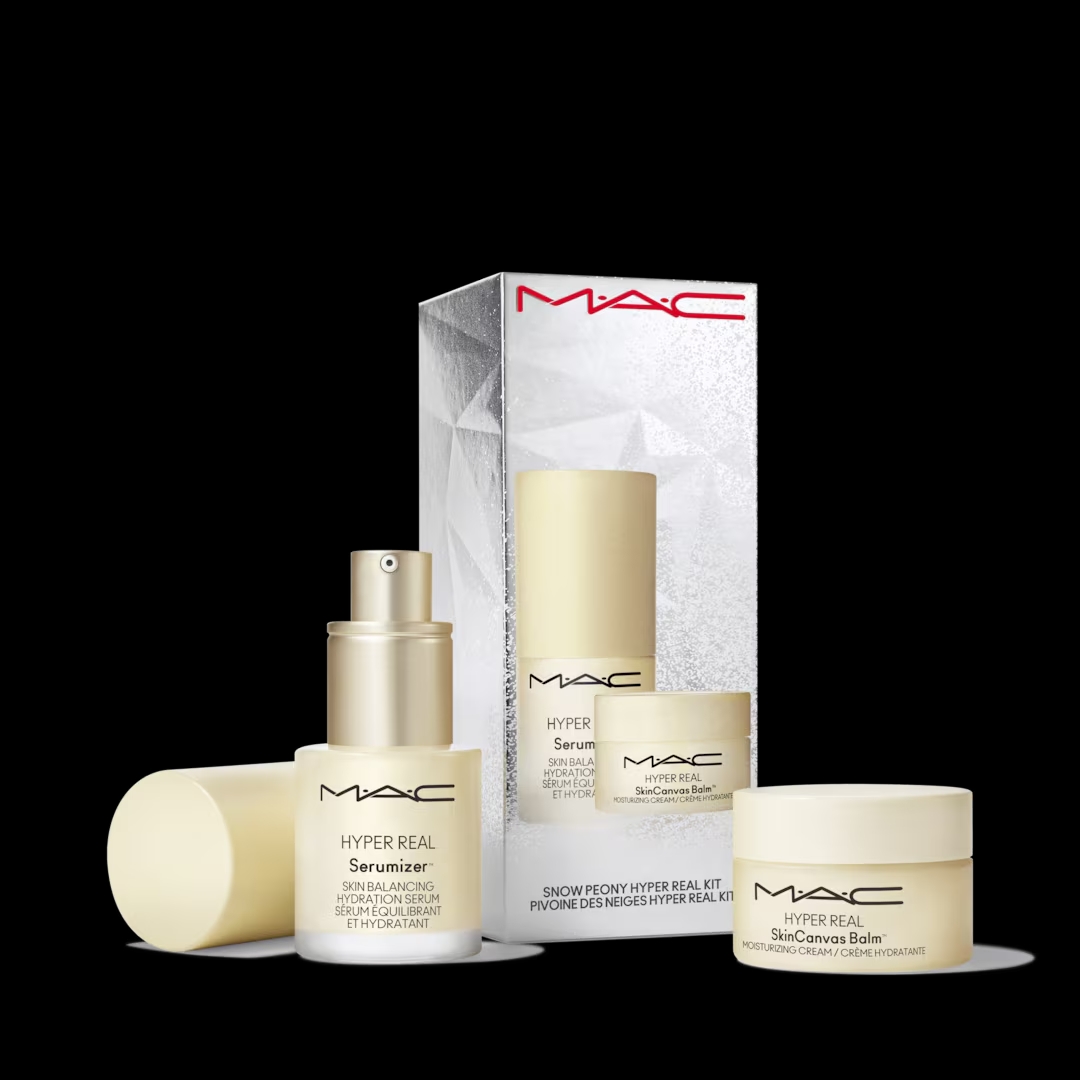 M·A·C
M·A·C
HYPER
Serum
SKIN BALA
HYDRATION
SÉRUM ÉQUI
ET HYDRA
M·A·C
HYPER REAL
SkinCanvas Balm™
MOISTURIZING CREAM / CRÈME HYDRATANTE
SNOW PEONY HYPER REAL KIT
PIVOINE DES NEIGES HYPER REAL KIT
M·A·C
HYPER REAL
Serumizer™
SKIN BALANCING
HYDRATION SERUM
SÉRUM ÉQUILIBRANT
ET HYDRATANT
M·A·C
HYPER REAL
SkinCanvas Balm™
MOISTURIZING CREAM / CRÈME HYDRATANTE